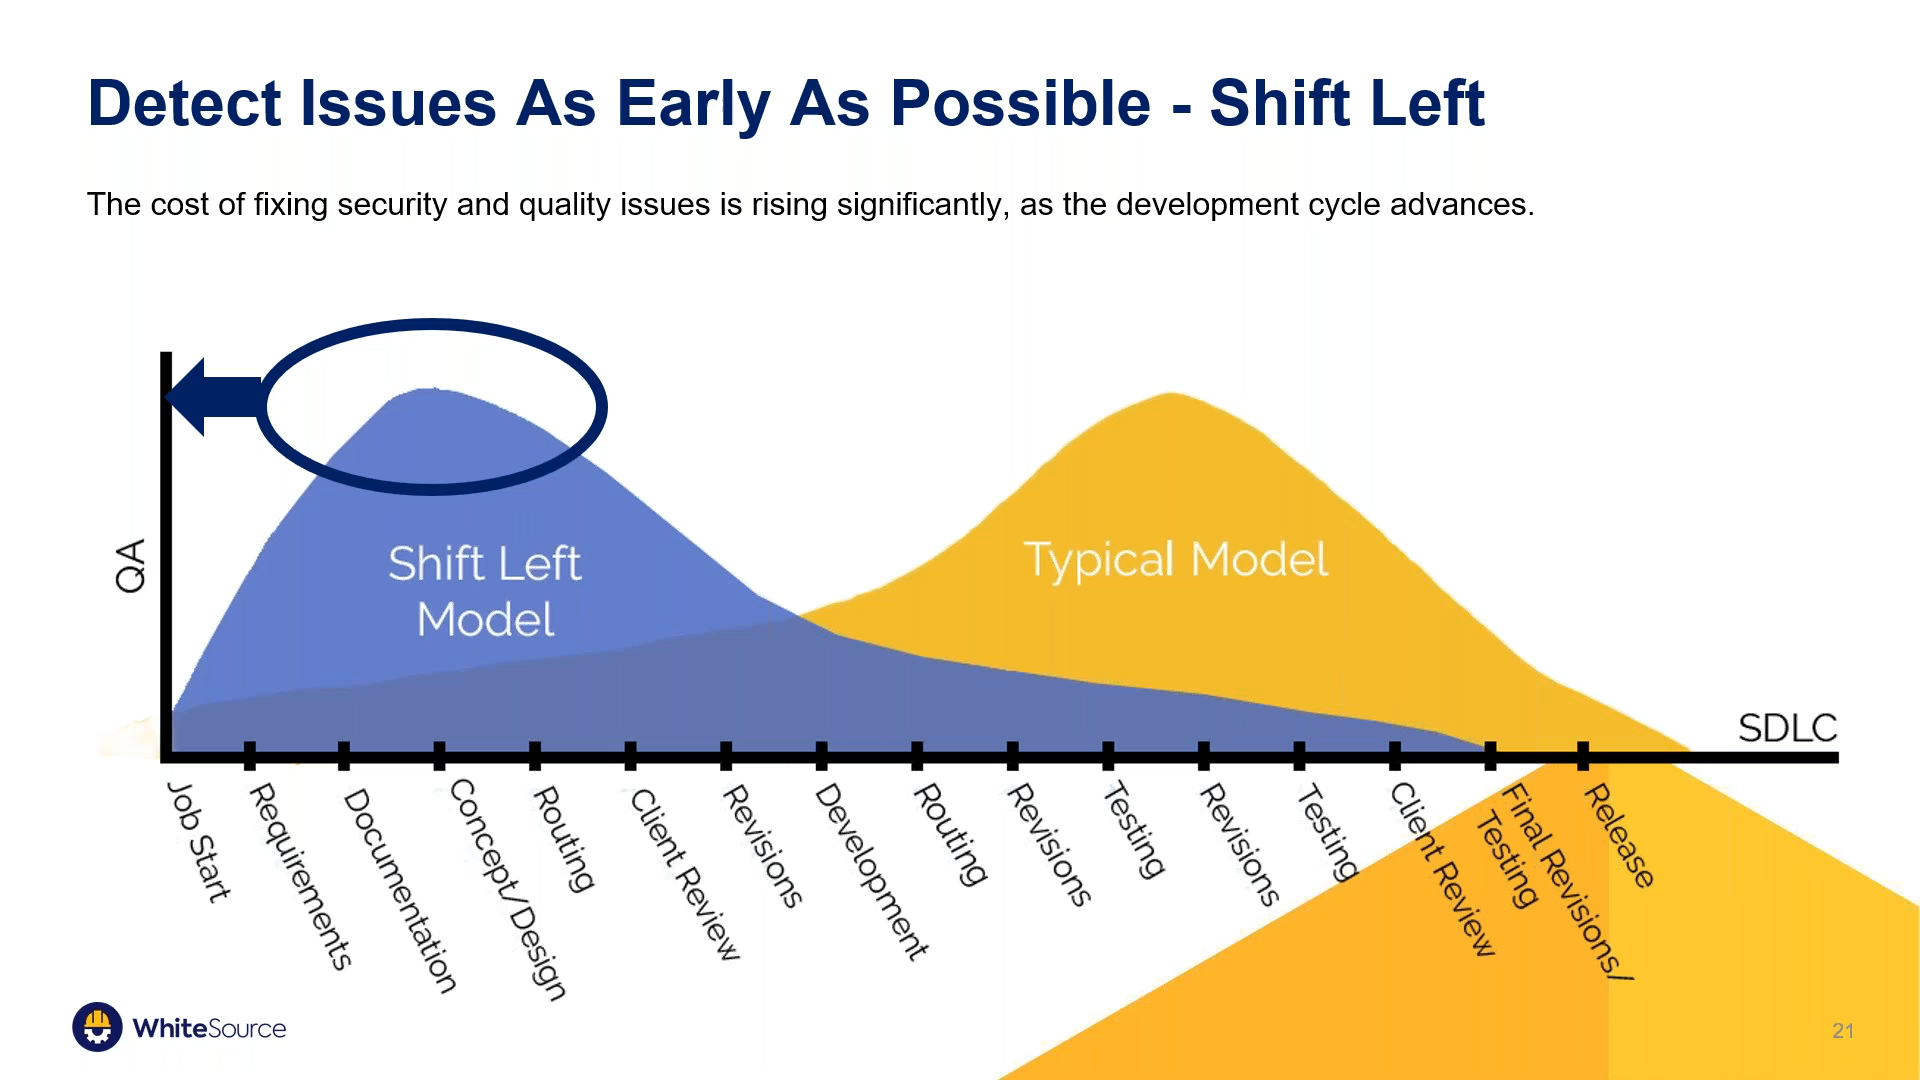 Detect Issues As Early As Possible - Shift Left
The cost of fixing security and quality issues is rising significantly, as the development cycle advances.
QA
Shift Left
Model
Typical Model
SDLC
Job Start
Requirements
Documentation
Concept/Design
Routing
Client Review
Revisions
Development
Routing
Revisions
Testing
Revisions
Testing
Client Review
Final Revisions/
Testing
Release
WhiteSource
21